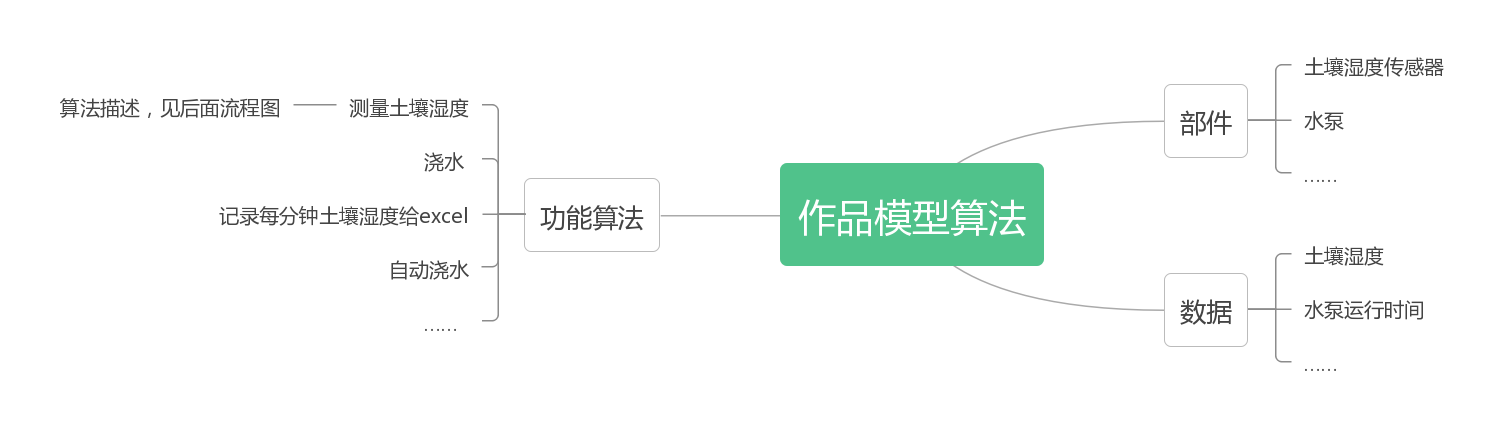 作品模型算法
部件
土壤湿度传感器
水泵
……
数据
土壤湿度
水泵运行时间
……
功能算法
测量土壤湿度
算法描述，见后面流程图
浇水
记录每分钟土壤湿度给excel
自动浇水
……